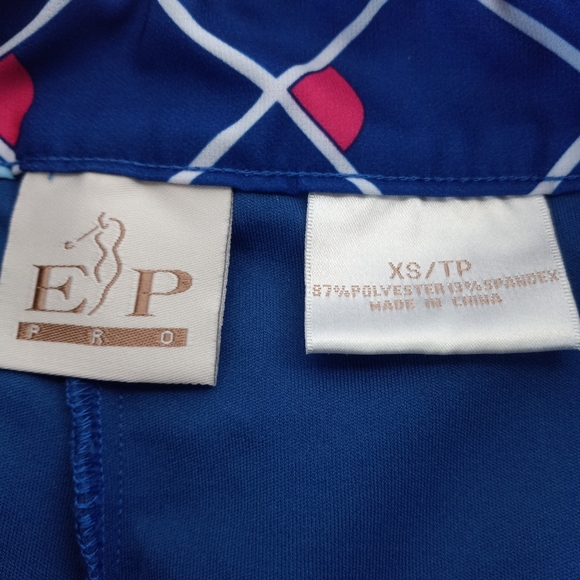 EP
PRO
XS/TP
87%POLYESTER13%SPANDEX
MADE IN CHINA